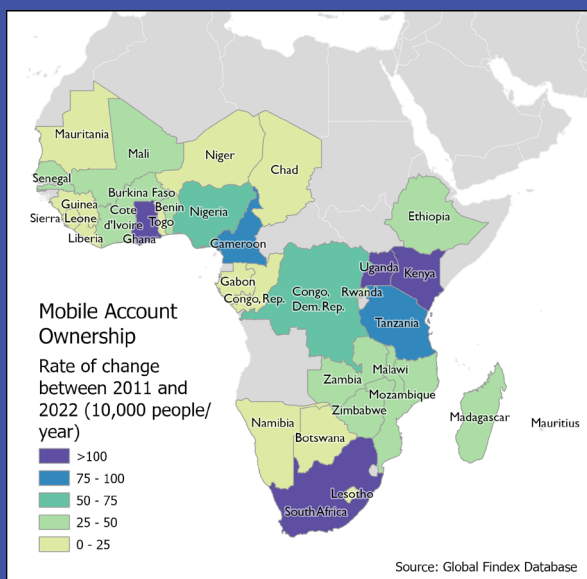 Mauritania
Mali
Niger
Chad
Senegal
Burkina Faso
Guinea
Benin
Nigeria
Ethiopia
Sierra Leone
Cote
d'Ivoire
Togo
Liberia
Ghana
Cameroon
Uganda
Kenya
Gabon
Rwanda
Congo, Rep.
Congo,
Dem. Rep.
Tanzania
Malawi
Zambia
Mozambique
Zimbabwe
Madagascar
Mauritius
Namibia
Botswana
Lesotho
South Africa
Mobile Account
Ownership
Rate of change
between 2011 and
2022 (10,000 people/
year)
>100
75 - 100
50 - 75
25 - 50
0 - 25
Source: Global Findex Database